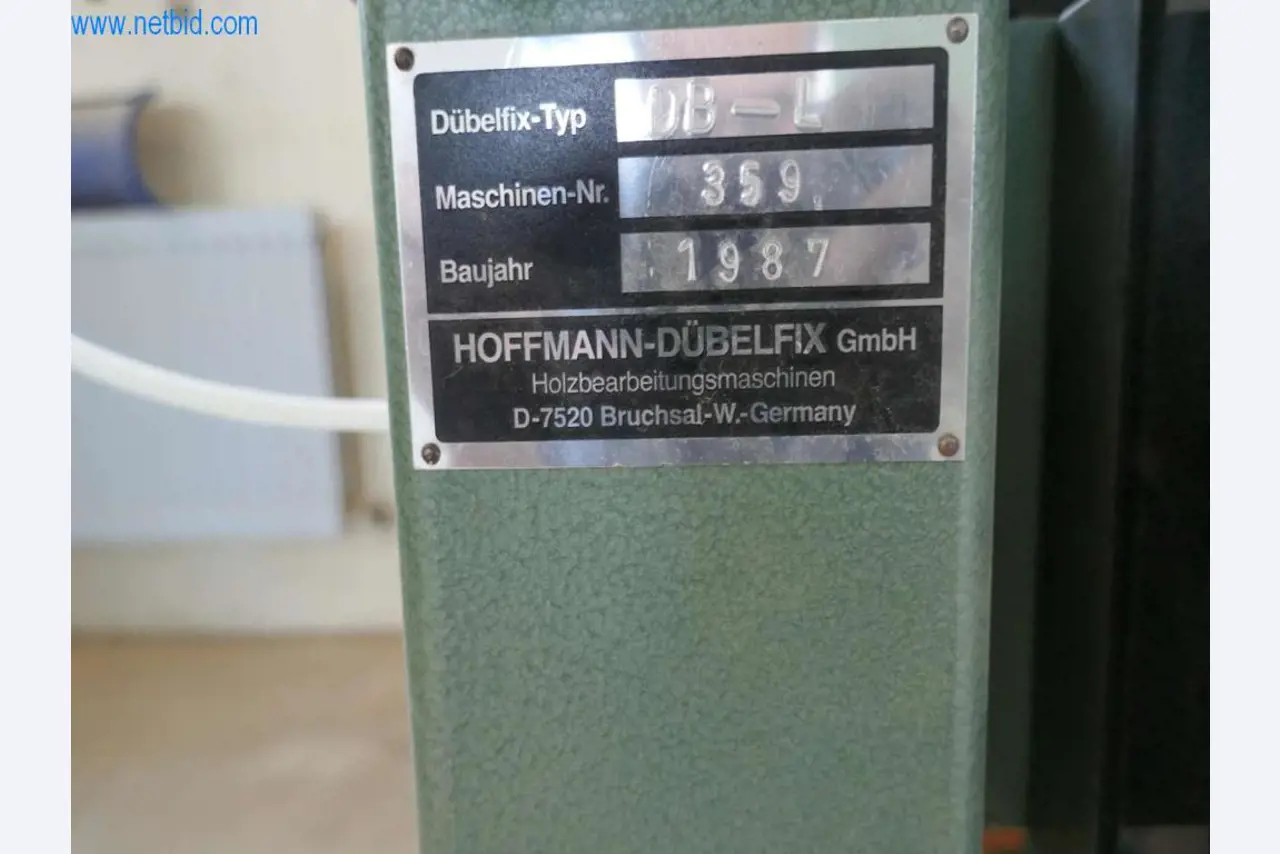 www.netbid.com
Dübelfix-Typ DB-L
Maschinen-Nr. 359
Baujahr 1987
HOFFMANN-DÜBELFIX GmbH
Holzbearbeitungsmaschinen
D-7520 Bruchsal-W.-Germany